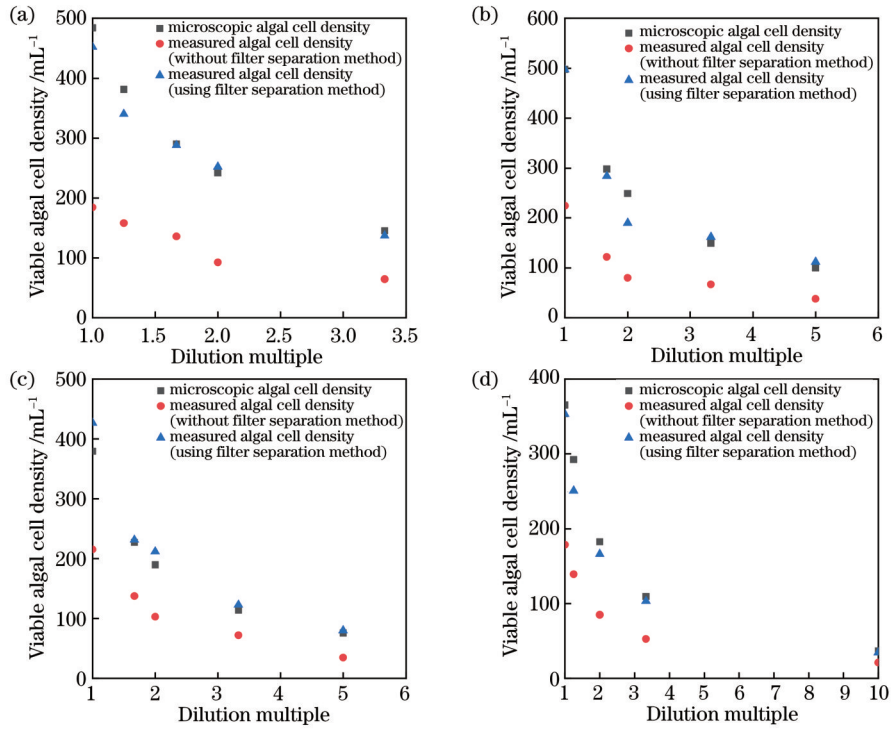 (a)
500
400
300
200
100
0
1.0
1.5
2.0
2.5
3.0
3.5
Viable algal cell density /mL⁻¹
Dilution multiple
microscopic algal cell density
measured algal cell density
(without filter separation method)
measured algal cell density
(using filter separation method)
(b)
600
500
400
300
200
100
0
1
2
3
4
5
6
Viable algal cell density /mL⁻¹
Dilution multiple
microscopic algal cell density
measured algal cell density
(without filter separation method)
measured algal cell density
(using filter separation method)
(c)
500
400
300
200
100
0
1
2
3
4
5
6
Viable algal cell density /mL⁻¹
Dilution multiple
microscopic algal cell density
measured algal cell density
(without filter separation method)
measured algal cell density
(using filter separation method)
(d)
400
300
200
100
0
1
2
3
4
5
6
7
8
9
10
Viable algal cell density /mL⁻¹
Dilution multiple
microscopic algal cell density
measured algal cell density
(without filter separation method)
measured algal cell density
(using filter separation method)